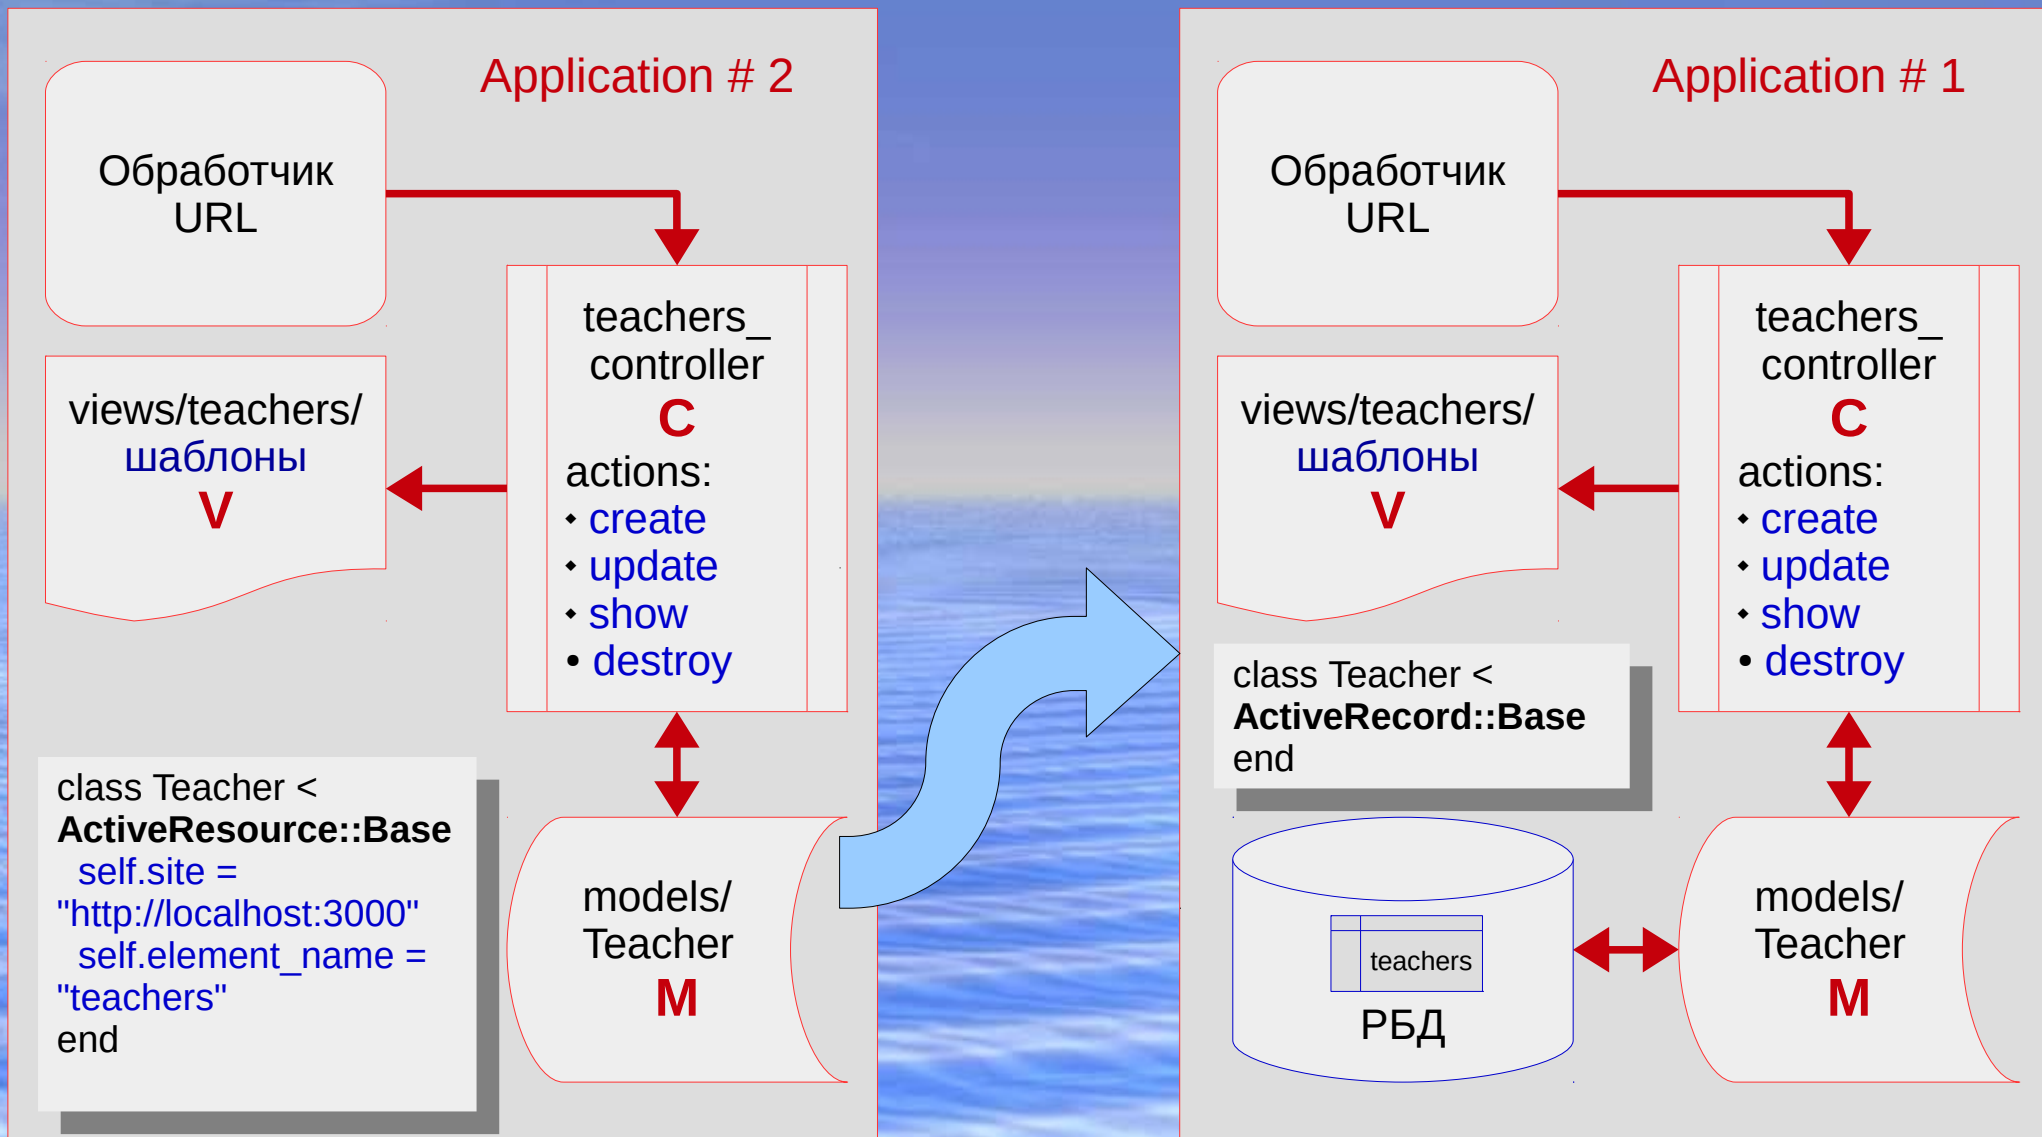 Application # 2
Обработчик
URL
teachers_
controller
C
actions:
create
update
show
destroy
views/teachers/
шаблоны
V
class Teacher <
ActiveResource::Base
self.site =
"http://localhost:3000"
self.element_name =
"teachers"
end
models/
Teacher
M
Application # 1
Обработчик
URL
teachers_
controller
C
actions:
create
update
show
destroy
views/teachers/
шаблоны
V
class Teacher <
ActiveRecord::Base
end
teachers
РБД
models/
Teacher
M